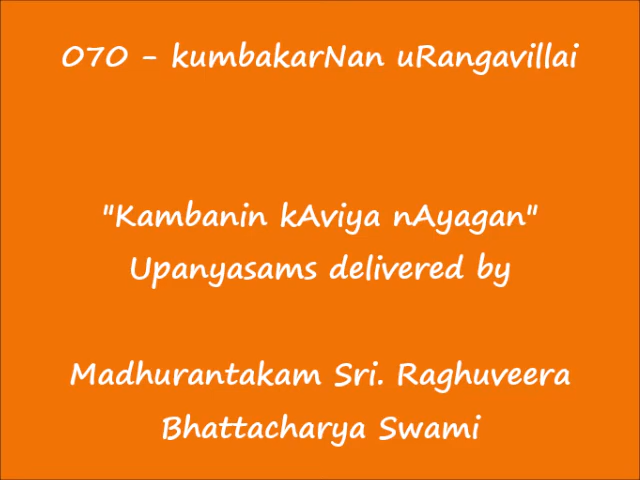 070 - kumbakarNan uRangavillai
"Kambanin kAviya nAyagan"
Upanyasams delivered by
Madhurantakam Sri. Raghuveera
Bhattacharya Swami